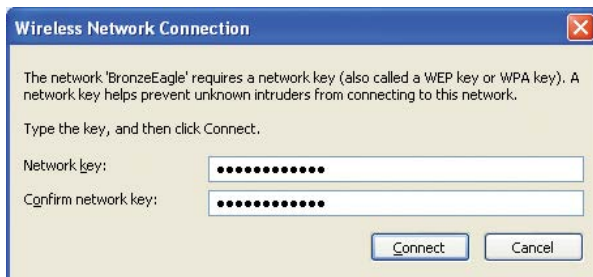 Wireless Network Connection
The network 'BronzeEagle' requires a network key (also called a WEP key or WPA key). A
network key helps prevent unknown intruders from connecting to this network.
Type the key, and then click Connect.
Network key: ●●●●●●●●●●●●
Confirm network key: ●●●●●●●●●●●●
Connect Cancel